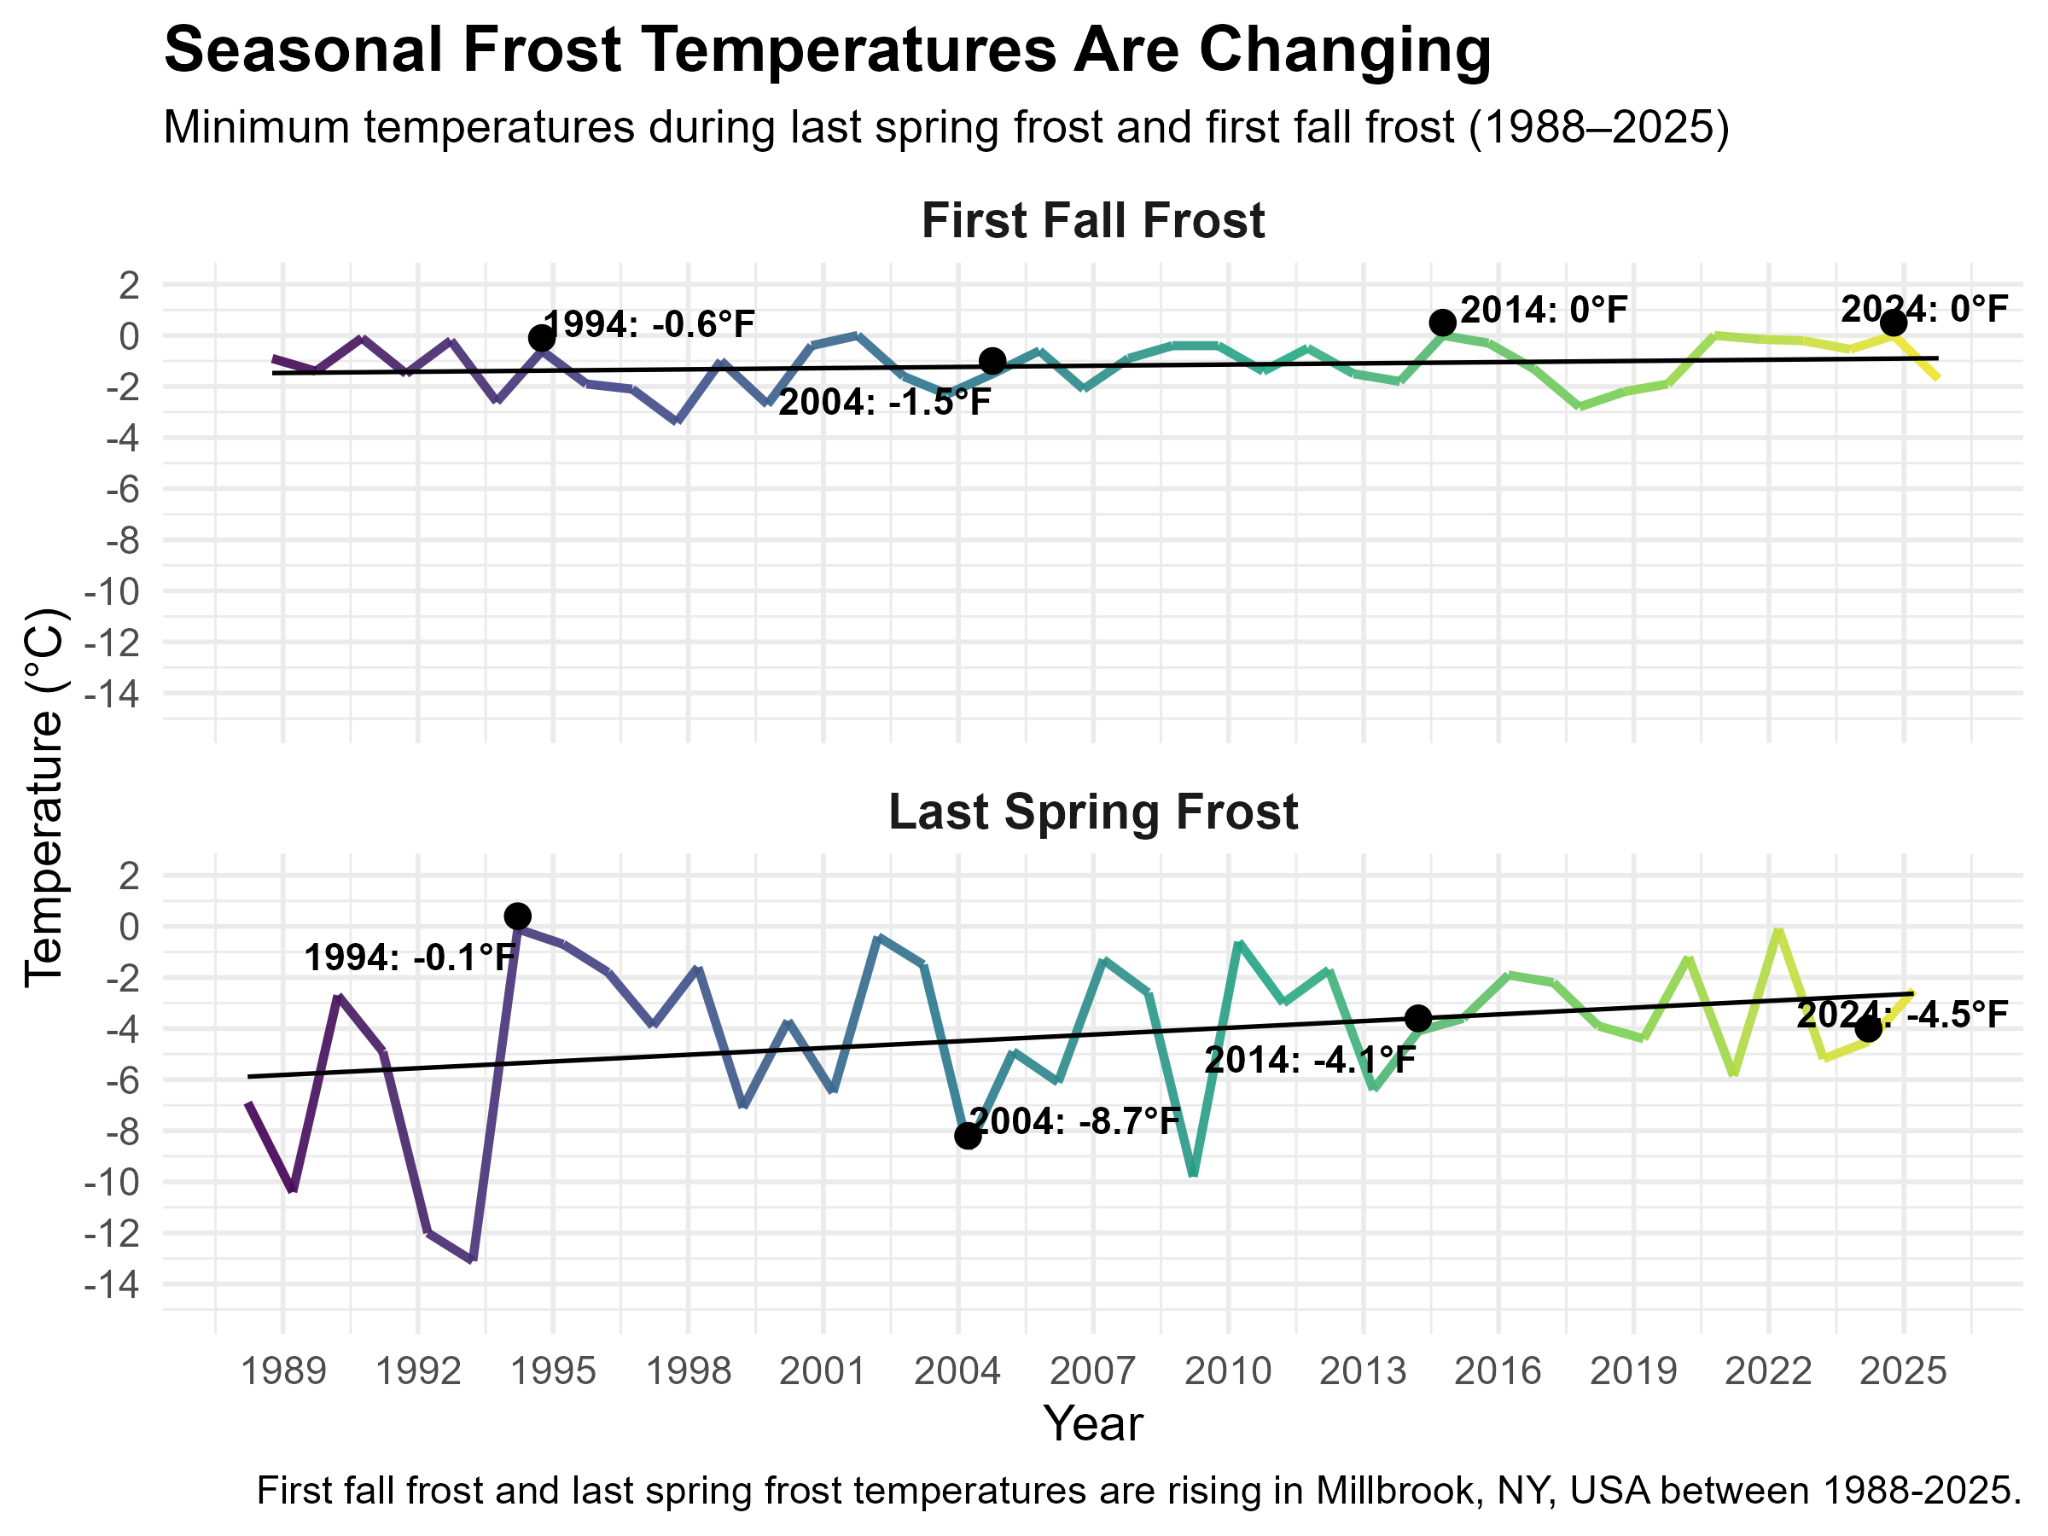 Seasonal Frost Temperatures Are Changing
Minimum temperatures during last spring frost and first fall frost (1988–2025)
First Fall Frost
2
0
-2
-4
-6
-8
-10
-12
-14
1994: -0.6°F
2004: -1.5°F
2014: 0°F
2024: 0°F
Temperature (°C)
Last Spring Frost
2
0
-2
-4
-6
-8
-10
-12
-14
1994: -0.1°F
2004: -8.7°F
2014: -4.1°F
2024: -4.5°F
1989 1992 1995 1998 2001 2004 2007 2010 2013 2016 2019 2022 2025
Year
First fall frost and last spring frost temperatures are rising in Millbrook, NY, USA between 1988-2025.